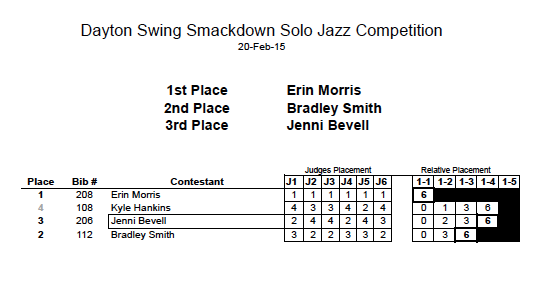 Dayton Swing Smackdown Solo Jazz Competition
20-Feb-15
1st Place Erin Morris
2nd Place Bradley Smith
3rd Place Jenni Bevell
Judges Placement Relative Placement
Place Bib # Contestant J1 J2 J3 J4 J5 J6 1-1 1-2 1-3 1-4 1-5
1 208 Erin Morris 1 1 1 1 1 1 6
4 108 Kyle Hankins 4 3 3 4 2 4 0 1 3 6
3 206 Jenni Bevell 2 4 4 2 4 3 0 2 3 6
2 112 Bradley Smith 3 2 2 3 3 2 0 3 6